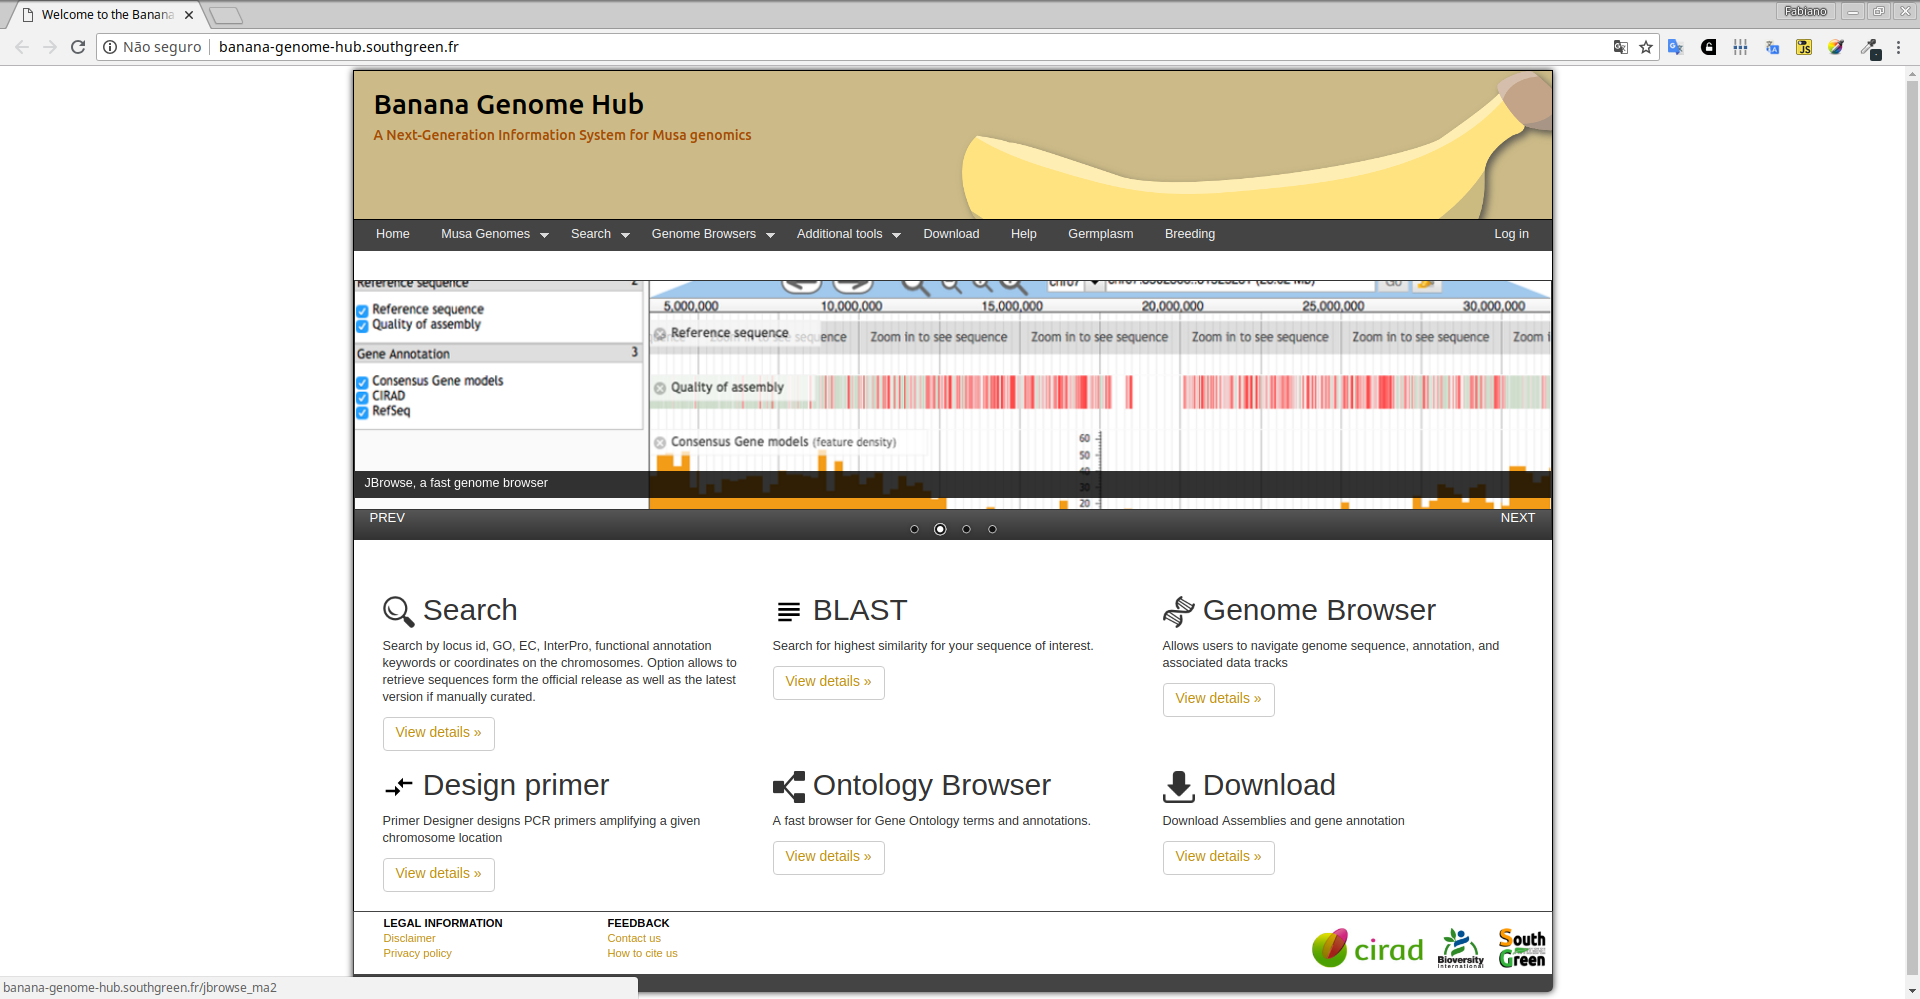 Welcome to the Banana
Fabiano
Não seguro
banana-genome-hub.southgreen.fr
Banana Genome Hub
A Next-Generation Information System for Musa genomics
Home Musa Genomes Search Genome Browsers Additional tools Download Help Germplasm Breeding Log in
Reference sequence 2
Reference sequence
Quality of assembly
Gene Annotation 3
Consensus Gene models
CIRAD
RefSeq
chr07 Go
5,000,000 10,000,000 15,000,000 20,000,000 25,000,000 30,000,000
Reference sequence
Zoom in to see sequence Zoom in to see sequence Zoom in to see sequence Zoom in to see sequence Zoom i
Quality of assembly
Consensus Gene models (feature density)
60
50
40
30
20
JBrowse, a fast genome browser
PREV NEXT
Search
Search by locus id, GO, EC, InterPro, functional annotation
keywords or coordinates on the chromosomes. Option allows to
retrieve sequences form the official release as well as the latest
version if manually curated.
View details »
BLAST
Search for highest similarity for your sequence of interest.
View details »
Genome Browser
Allows users to navigate genome sequence, annotation, and
associated data tracks
View details »
Design primer
Primer Designer designs PCR primers amplifying a given
chromosome location
View details »
Ontology Browser
A fast browser for Gene Ontology terms and annotations.
View details »
Download
Download Assemblies and gene annotation
View details »
LEGAL INFORMATION
Disclaimer
Privacy policy
FEEDBACK
Contact us
How to cite us
cirad
Bioversity
International
South
Green
banana-genome-hub.southgreen.fr/jbrowse_ma2